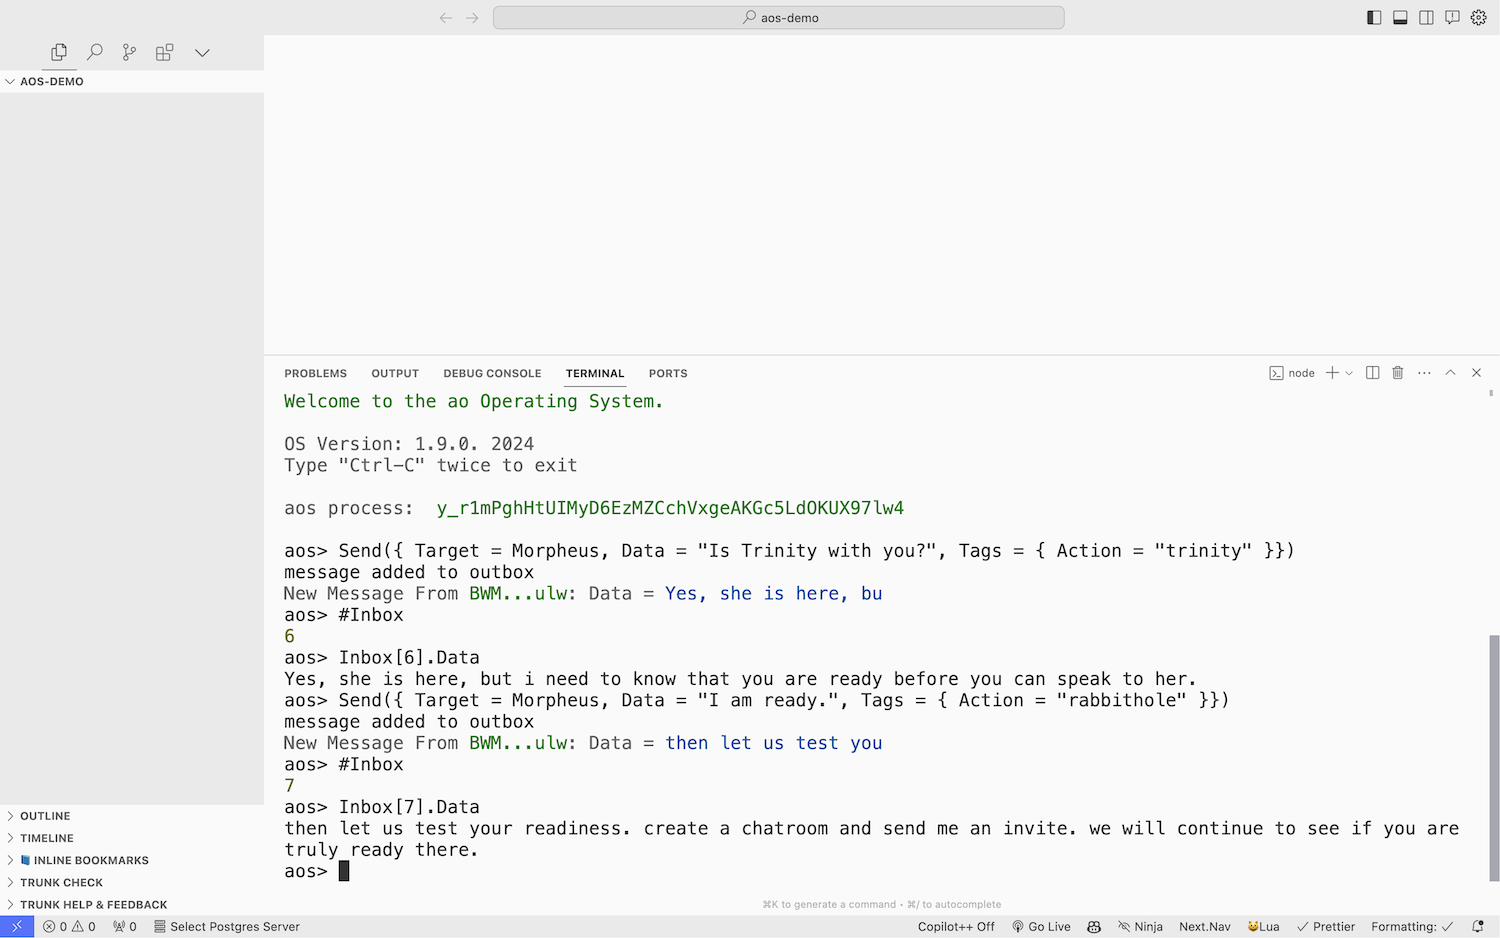 aos-demo
AOS-DEMO
PROBLEMS OUTPUT DEBUG CONSOLE TERMINAL PORTS
node
Welcome to the ao Operating System.
OS Version: 1.9.0. 2024
Type "Ctrl-C" twice to exit
aos process:  y_r1mPghHtUIMyD6EzMZCchVxgeAKGc5LdOKUX97lw4
aos> Send({ Target = Morpheus, Data = "Is Trinity with you?", Tags = { Action = "trinity" }})
message added to outbox
New Message From BWM...ulw: Data = Yes, she is here, bu
aos> #Inbox
6
aos> Inbox[6].Data
Yes, she is here, but i need to know that you are ready before you can speak to her.
aos> Send({ Target = Morpheus, Data = "I am ready.", Tags = { Action = "rabbithole" }})
message added to outbox
New Message From BWM...ulw: Data = then let us test you
aos> #Inbox
7
aos> Inbox[7].Data
then let us test your readiness. create a chatroom and send me an invite. we will continue to see if you are
truly ready there.
aos>
OUTLINE
TIMELINE
INLINE BOOKMARKS
TRUNK CHECK
TRUNK HELP & FEEDBACK
⌘K to generate a command • ⌘/ to autocomplete
0 0 0 Select Postgres Server Copilot++ Off Go Live Ninja Next.Nav Lua Prettier Formatting: